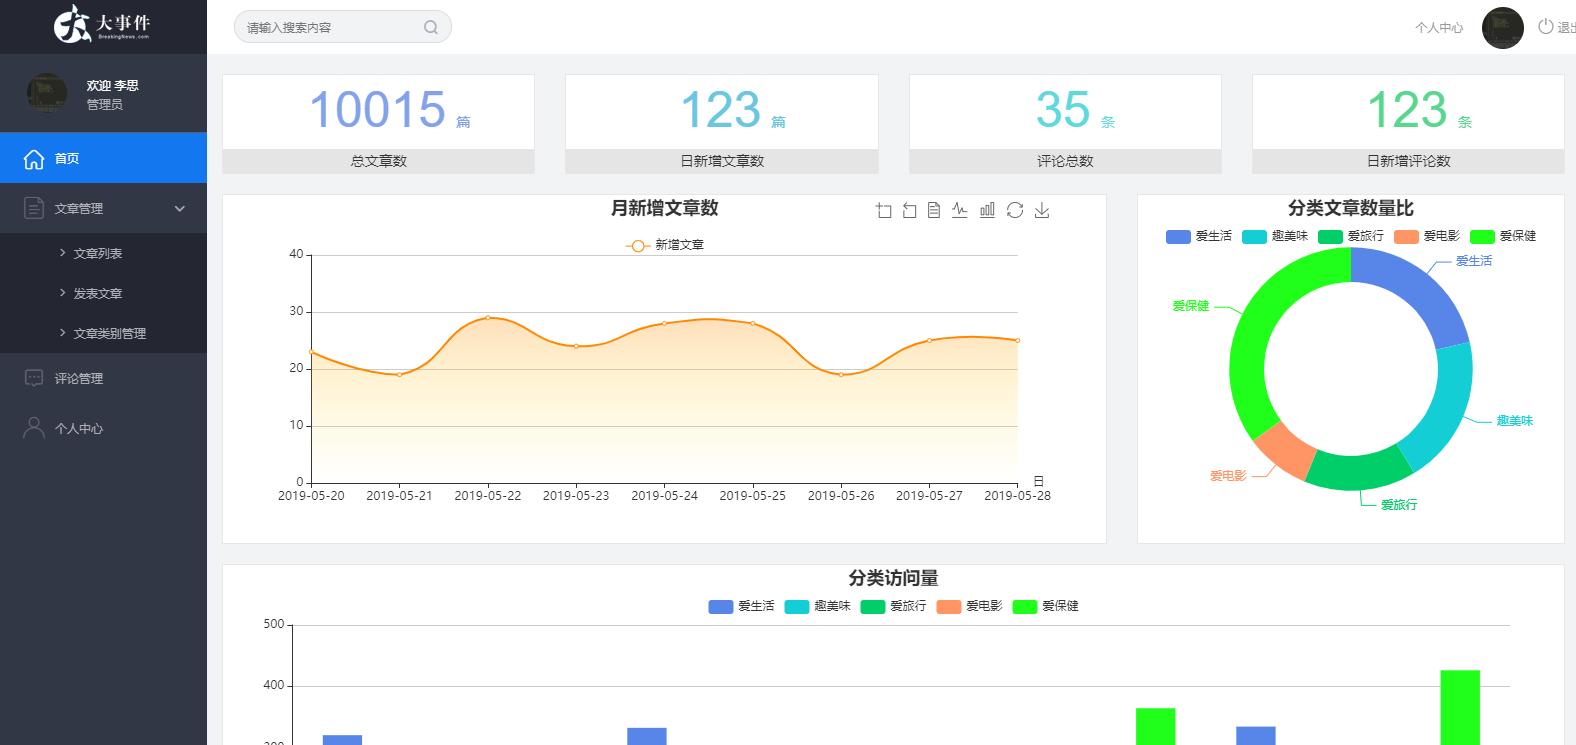 大事件
BreakingNews.com
请输入搜索内容
个人中心
退出
欢迎 李思
管理员
首页
文章管理
文章列表
发表文章
文章类别管理
评论管理
个人中心
10015 篇
总文章数
123 篇
日新增文章数
35 条
评论总数
123 条
日新增评论数
月新增文章数
新增文章
40
30
20
10
0
2019-05-20 2019-05-21 2019-05-22 2019-05-23 2019-05-24 2019-05-25 2019-05-26 2019-05-27 2019-05-28
日
分类文章数量比
爱生活 趣美味 爱旅行 爱电影 爱保健
爱生活
爱保健
趣美味
爱电影
爱旅行
分类访问量
爱生活 趣美味 爱旅行 爱电影 爱保健
500
400
300